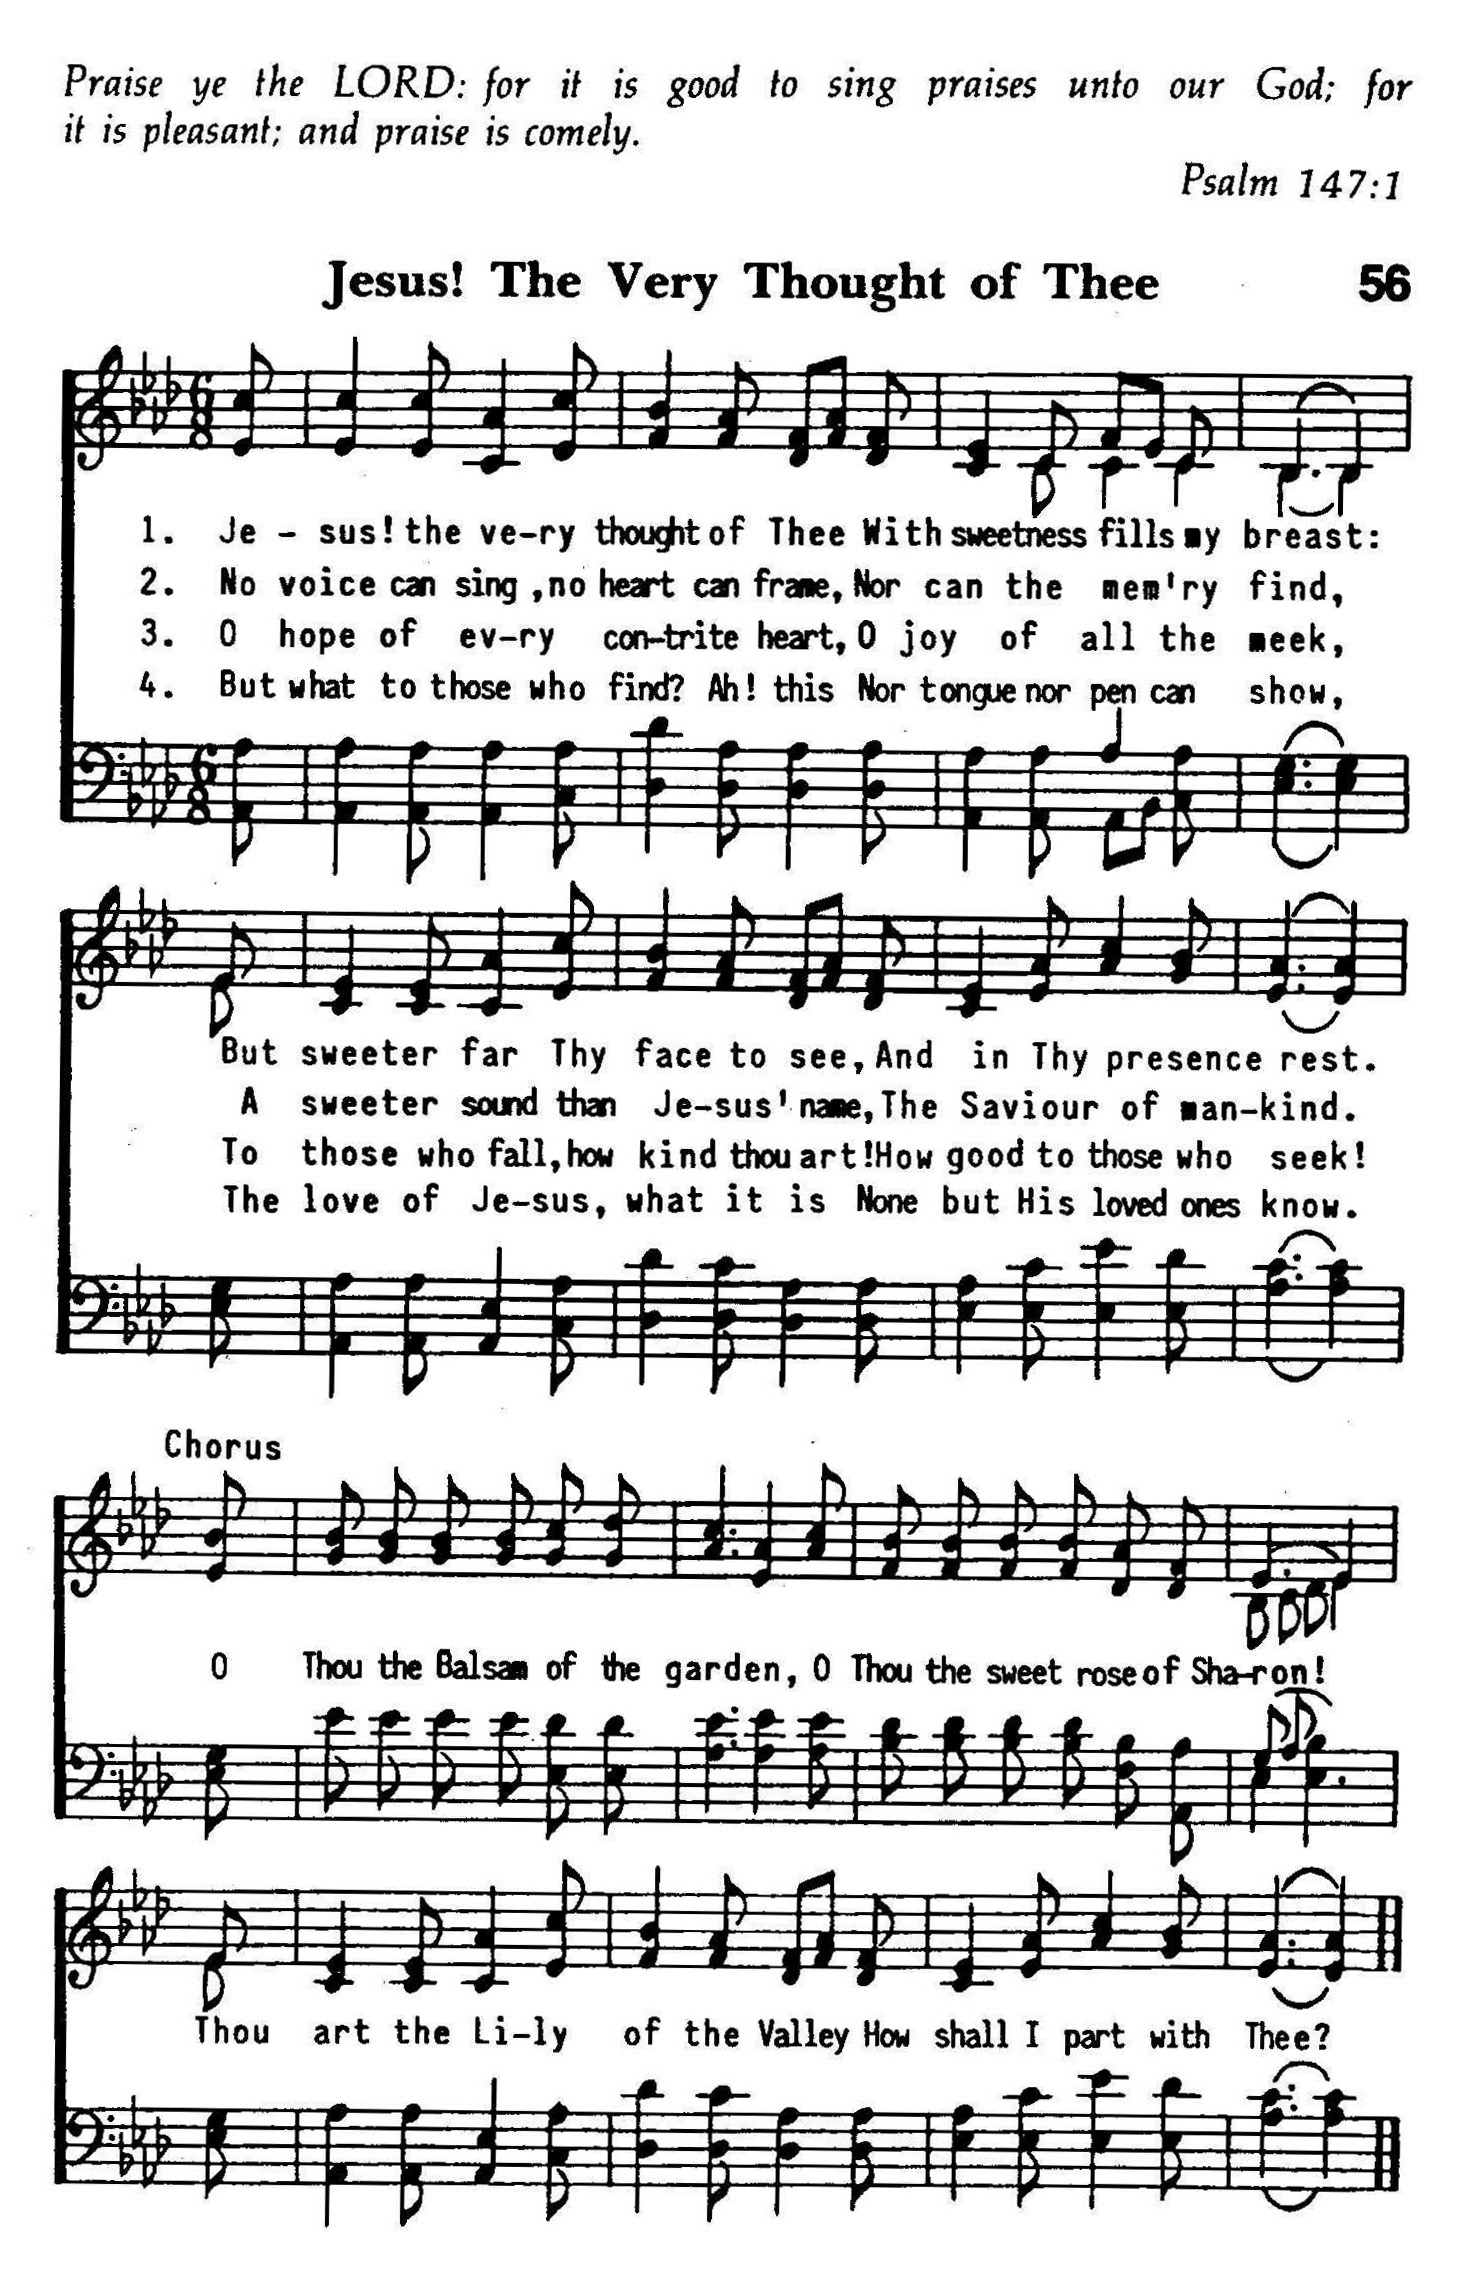 Praise ye the LORD: for it is good to sing praises unto our God; for
it is pleasant; and praise is comely.
Psalm 147:1
Jesus! The Very Thought of Thee 56
1. Je - sus! the ve-ry thought of Thee With sweetness fills my breast:
2. No voice can sing ,no heart can frame, Nor can the mem'ry find,
3. O hope of ev-ry con-trite heart, O joy of all the meek,
4. But what to those who find? Ah! this Nor tongue nor pen can show,
But sweeter far Thy face to see, And in Thy presence rest.
A sweeter sound than Je-sus' name, The Saviour of man-kind.
To those who fall, how kind thou art! How good to those who seek!
The love of Je-sus, what it is None but His loved ones know.
Chorus
O Thou the Balsam of the garden, O Thou the sweet rose of Sha-ron!
Thou art the Li-ly of the Valley How shall I part with Thee?